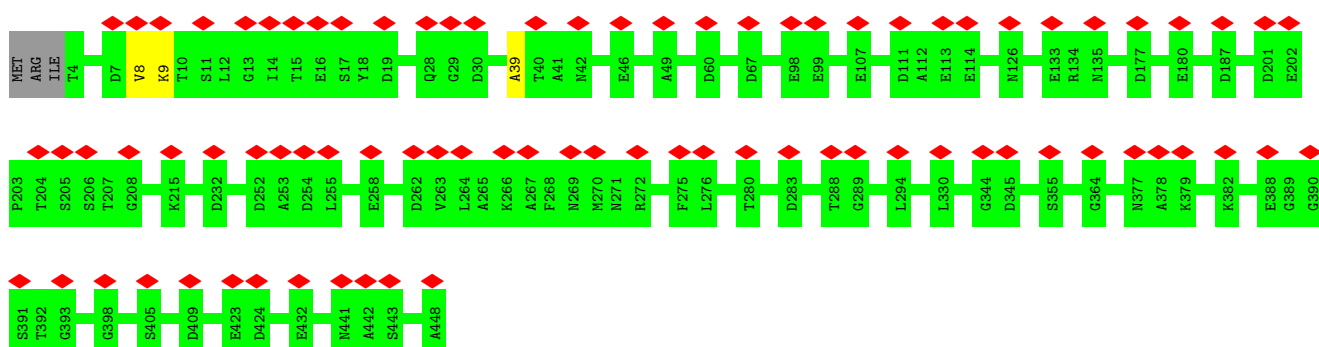 MET ARG ILE T4 D7 V8 K9 T10 S11 L12 G13 I14 T15 E16 S17 Y18 D19 Q28 G29 D30 A39 T40 A41 N42 E46 A49 D60 D67 E98 E99 E107 D111 A112 E113 E114 N126 E133 R134 N135 D177 E180 D187 D201 E202
P203 T204 S205 S206 T207 G208 K215 D232 D252 A253 D254 L255 E258 D262 V263 L264 A265 K266 A267 F268 N269 M270 N271 R272 F275 L276 T280 D283 T288 G289 L294 L330 G344 D345 S355 G364 N377 A378 K379 K382 E388 G389 G390
S391 T392 G393 G398 S405 D409 E423 D424 E432 N441 A442 S443 A448